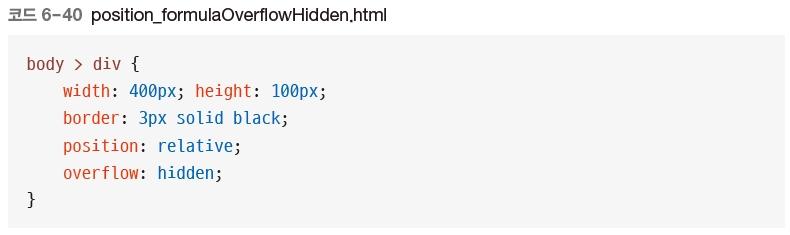 코드 6-40 position_formulaOverflowHidden.html
body > div {
    width: 400px; height: 100px;
    border: 3px solid black;
    position: relative;
    overflow: hidden;
}